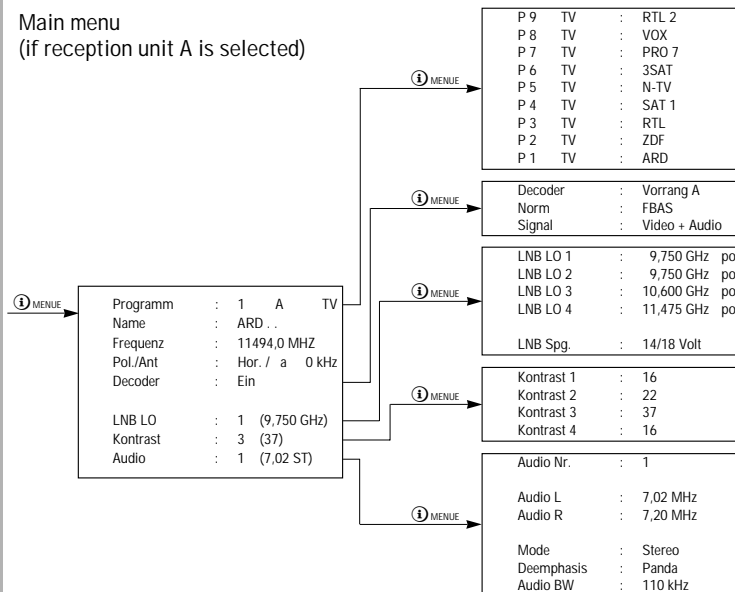 Main menu
(if reception unit A is selected)
P 9 TV : RTL 2
P 8 TV : VOX
P 7 TV : PRO 7
P 6 TV : 3SAT
P 5 TV : N-TV
P 4 TV : SAT 1
P 3 TV : RTL
P 2 TV : ZDF
P 1 TV : ARD
i MENUE
Decoder : Vorrang A
Norm : FBAS
Signal : Video + Audio
i MENUE
LNB LO 1 : 9,750 GHz po
LNB LO 2 : 9,750 GHz po
LNB LO 3 : 10,600 GHz po
LNB LO 4 : 11,475 GHz po
LNB Spg. : 14/18 Volt
i MENUE
i MENUE
Programm : 1 A TV
Name : ARD . .
Frequenz : 11494,0 MHZ
Pol./Ant : Hor. / a 0 kHz
Decoder : Ein
LNB LO : 1 (9,750 GHz)
Kontrast : 3 (37)
Audio : 1 (7,02 ST)
Kontrast 1 : 16
Kontrast 2 : 22
Kontrast 3 : 37
Kontrast 4 : 16
i MENUE
Audio Nr. : 1
Audio L : 7,02 MHz
Audio R : 7,20 MHz
Mode : Stereo
Deemphasis : Panda
Audio BW : 110 kHz
i MENUE